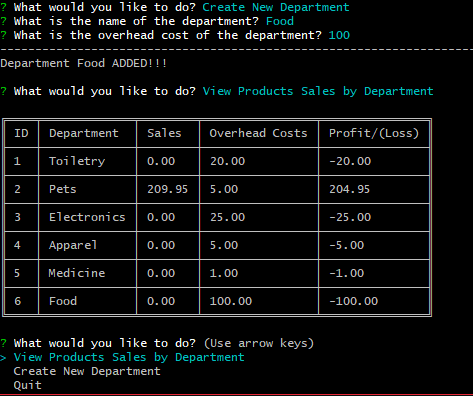 ? What would you like to do? Create New Department
? What is the name of the department? Food
? What is the overhead cost of the department? 100
Department Food ADDED!!!
? What would you like to do? View Products Sales by Department
ID Department Sales Overhead Costs Profit/(Loss)
1 Toiletry 0.00 20.00 -20.00
2 Pets 209.95 5.00 204.95
3 Electronics 0.00 25.00 -25.00
4 Apparel 0.00 5.00 -5.00
5 Medicine 0.00 1.00 -1.00
6 Food 0.00 100.00 -100.00
? What would you like to do? (Use arrow keys)
> View Products Sales by Department
Create New Department
Quit